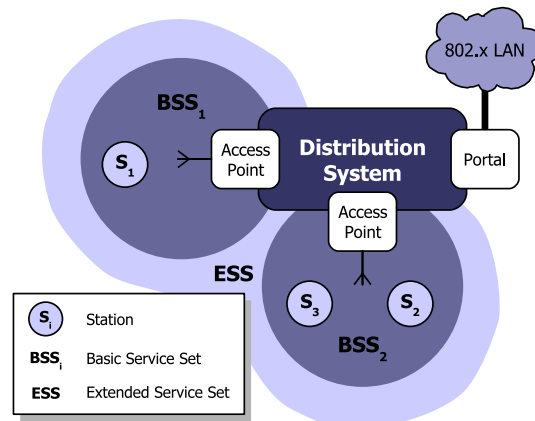 802.x LAN
BSS1
S1
Access
Point
Distribution
System
Portal
Access
Point
ESS
S3
S2
BSS2
Si Station
BSSi Basic Service Set
ESS Extended Service Set